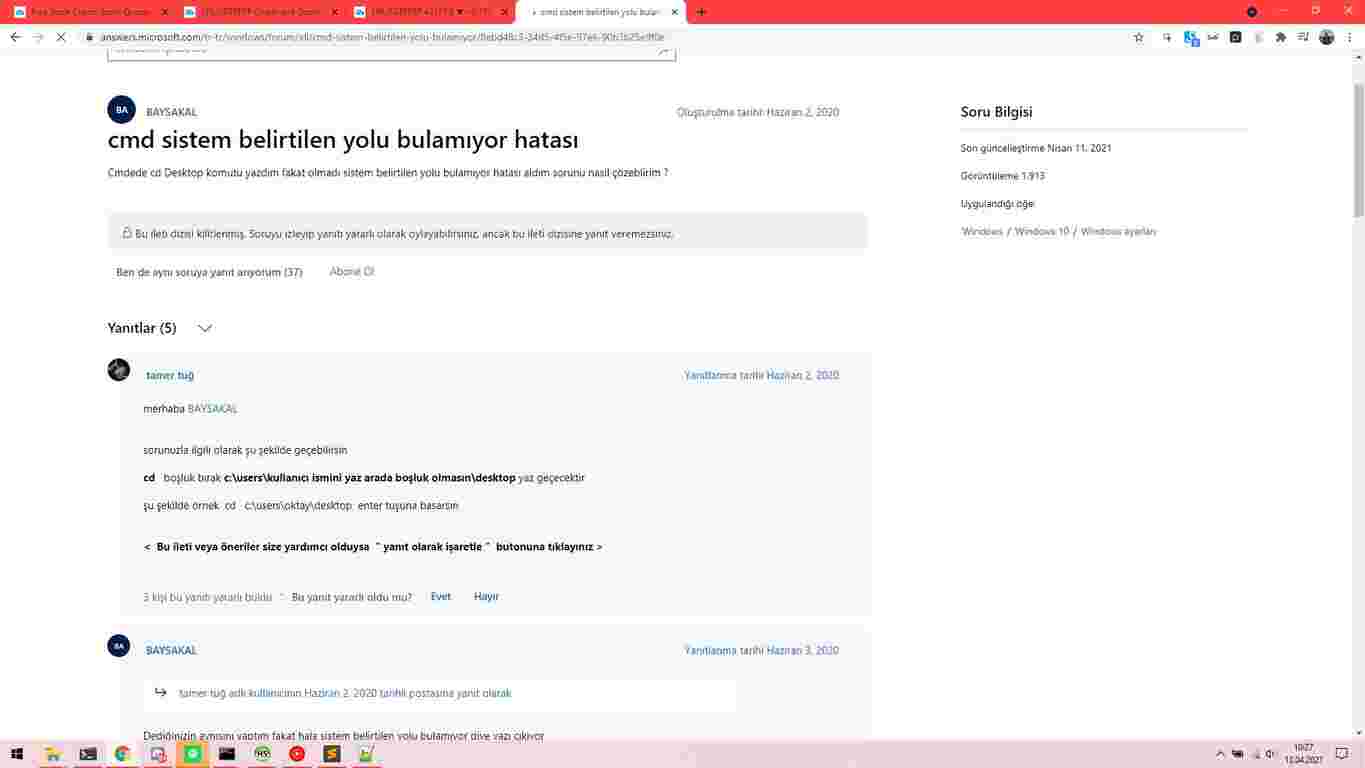 cmd sistem belirtilen yolu bulam
answers.microsoft.com/tr-tr/windows/forum/all/cmd-sistem-belirtilen-yolu-bulamıyor/
BA
BAYSAKAL
Oluşturulma tarihi Haziran 2, 2020
cmd sistem belirtilen yolu bulamıyor hatası
Cmdede cd Desktop komutu yazdım fakat olmadı sistem belirtilen yolu bulamıyor hatası aldım sorunu nasıl çözebilirim ?
Bu ileti dizisi kilitlenmiş. Soruyu izleyip yanıtı yararlı olarak oylayabilirsiniz, ancak bu ileti dizisine yanıt veremezsiniz.
Ben de aynı soruya yanıt arıyorum (37)
Abone Ol
Soru Bilgisi
Son güncelleştirme Nisan 11, 2021
Görüntüleme 1.913
Uygulandığı öğe:
Windows / Windows 10 / Windows ayarları
Yanıtlar (5)
tamer tuğ
Yanıtlanma tarihi Haziran 2, 2020
merhaba BAYSAKAL
sorunuzla ilgili olarak şu şekilde geçebilirsin
cd boşluk bırak c:\users\kullanıcı ismini yaz arada boşluk olmasın\desktop yaz geçecektir
şu şekilde örnek cd c:\users\oktay\desktop enter tuşuna basarsın
< Bu ileti veya öneriler size yardımcı olduysa " yanıt olarak işaretle " butonuna tıklayınız >
3 kişi bu yanıtı yararlı buldu · Bu yanıt yararlı oldu mu? Evet Hayır
BA
BAYSAKAL
Yanıtlanma tarihi Haziran 3, 2020
tamer tuğ adlı kullanıcının Haziran 2, 2020 tarihli postasına yanıt olarak
Dediğinizin aynısını yaptım fakat hala sistem belirtilen yolu bulamıyor diye yazı çıkıyor
10:27
12.04.2021